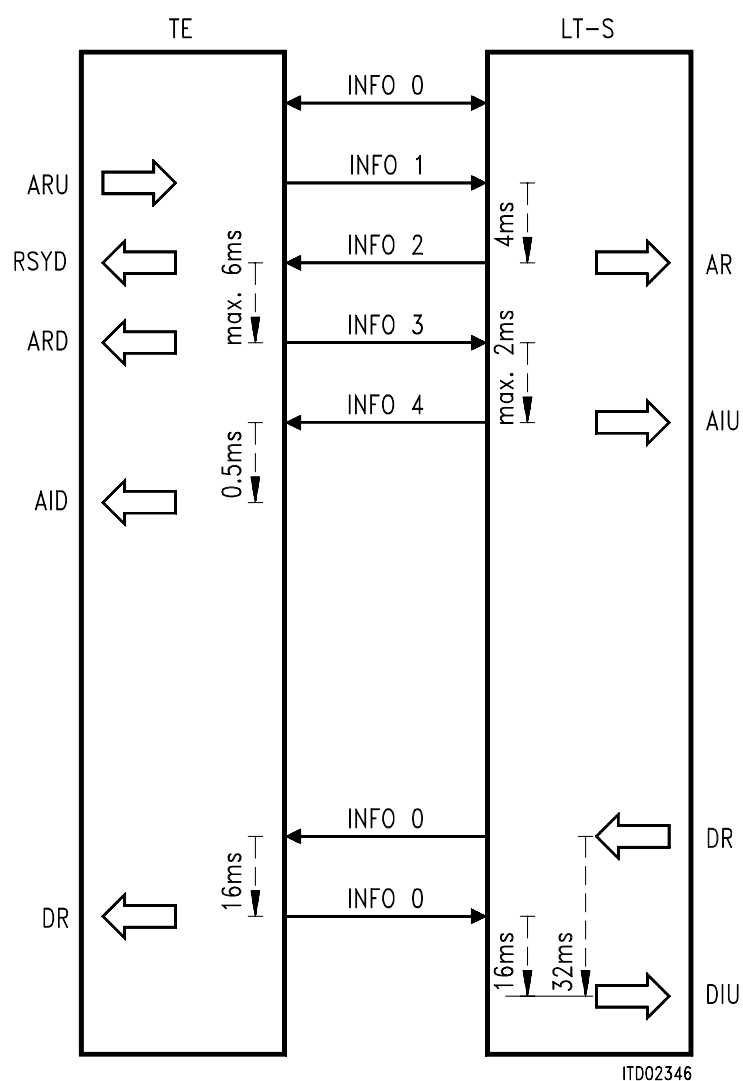 TE
LT-S
INFO 0
ARU
INFO 1
4ms
RSYD
max. 6ms
INFO 2
AR
ARD
INFO 3
max. 2ms
INFO 4
AIU
0.5ms
AID
INFO 0
DR
16ms
DR
INFO 0
16ms
32ms
DIU
ITD02346